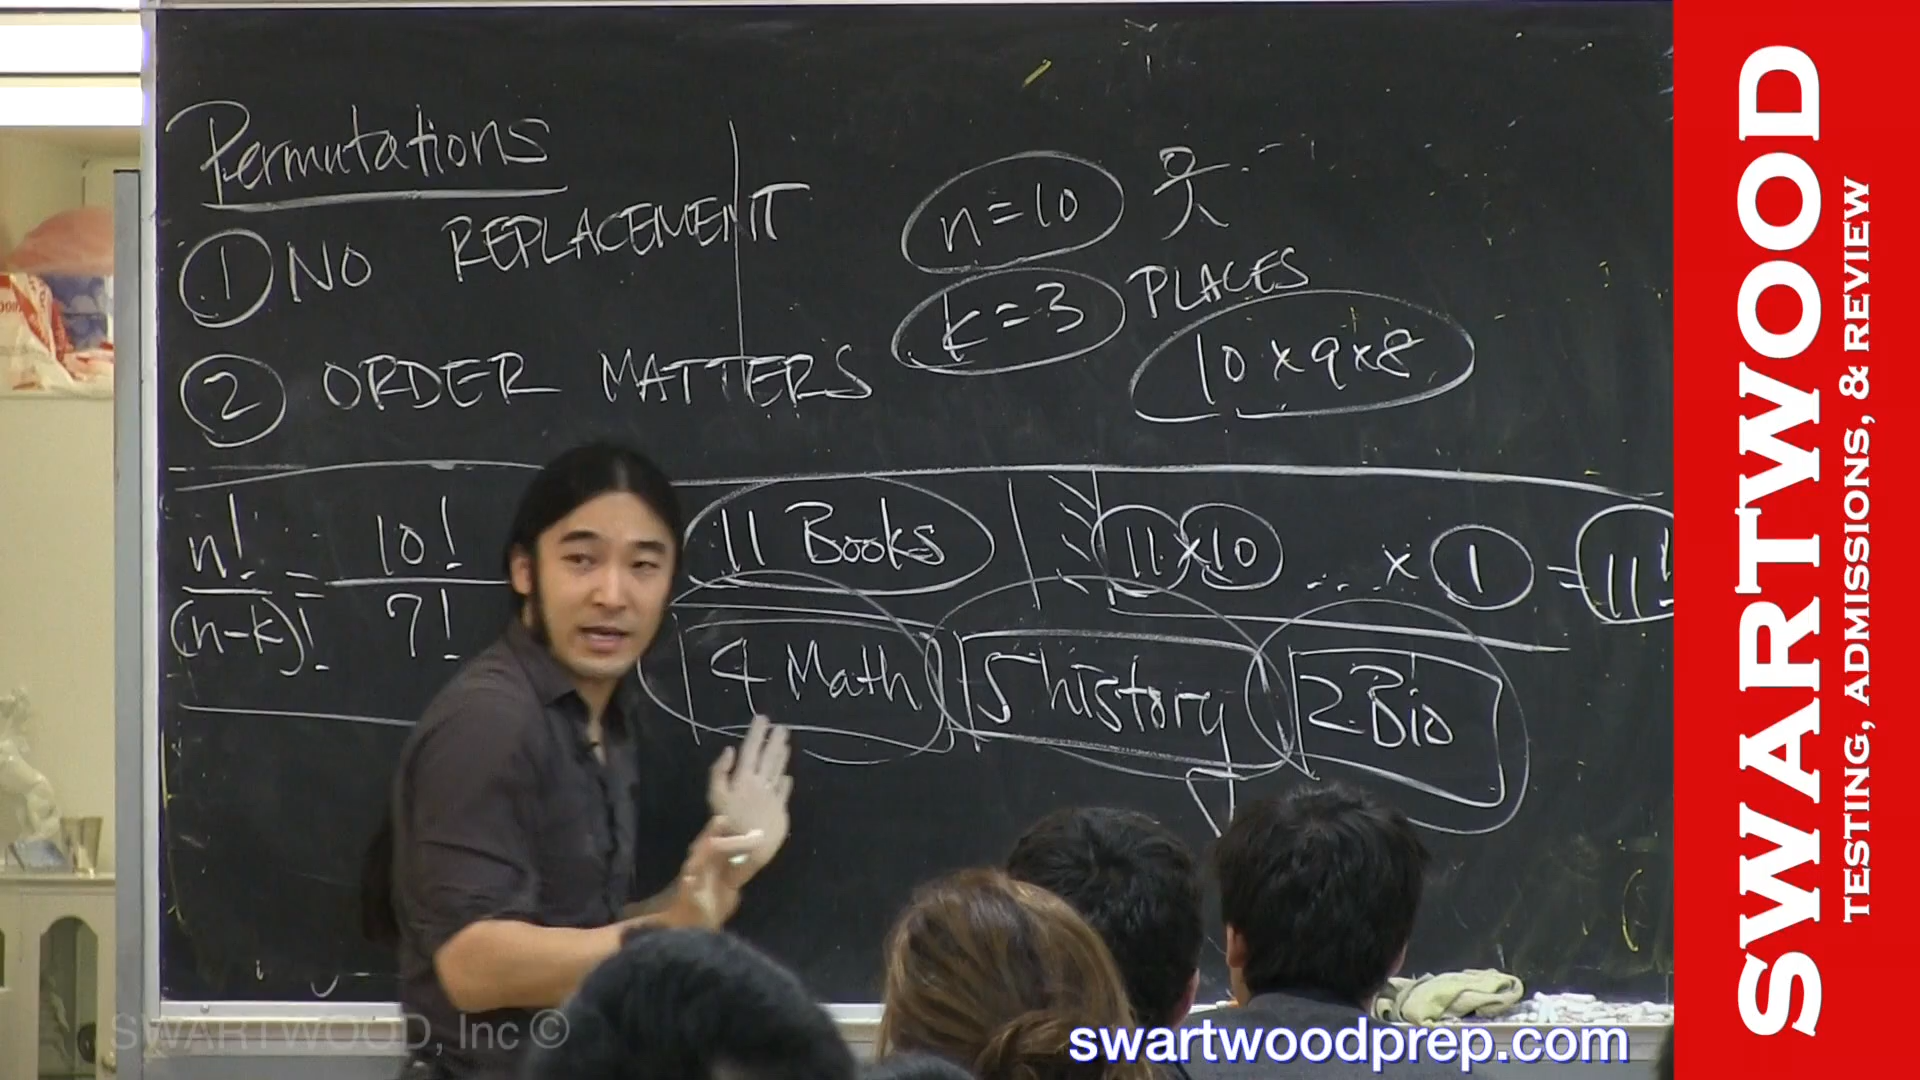 Permutations
① NO REPLACEMENT
② ORDER MATTERS
n=10
k=3 PLACES
10×9×8
n!/(n-k)! = 10!/7!
11 Books
11×10 ... × 1 = 11!
4 Math 5 history 2 Bio
SWARTWOOD, Inc ©
swartwoodprep.com
SWARTWOOD
TESTING, ADMISSIONS, & REVIEW